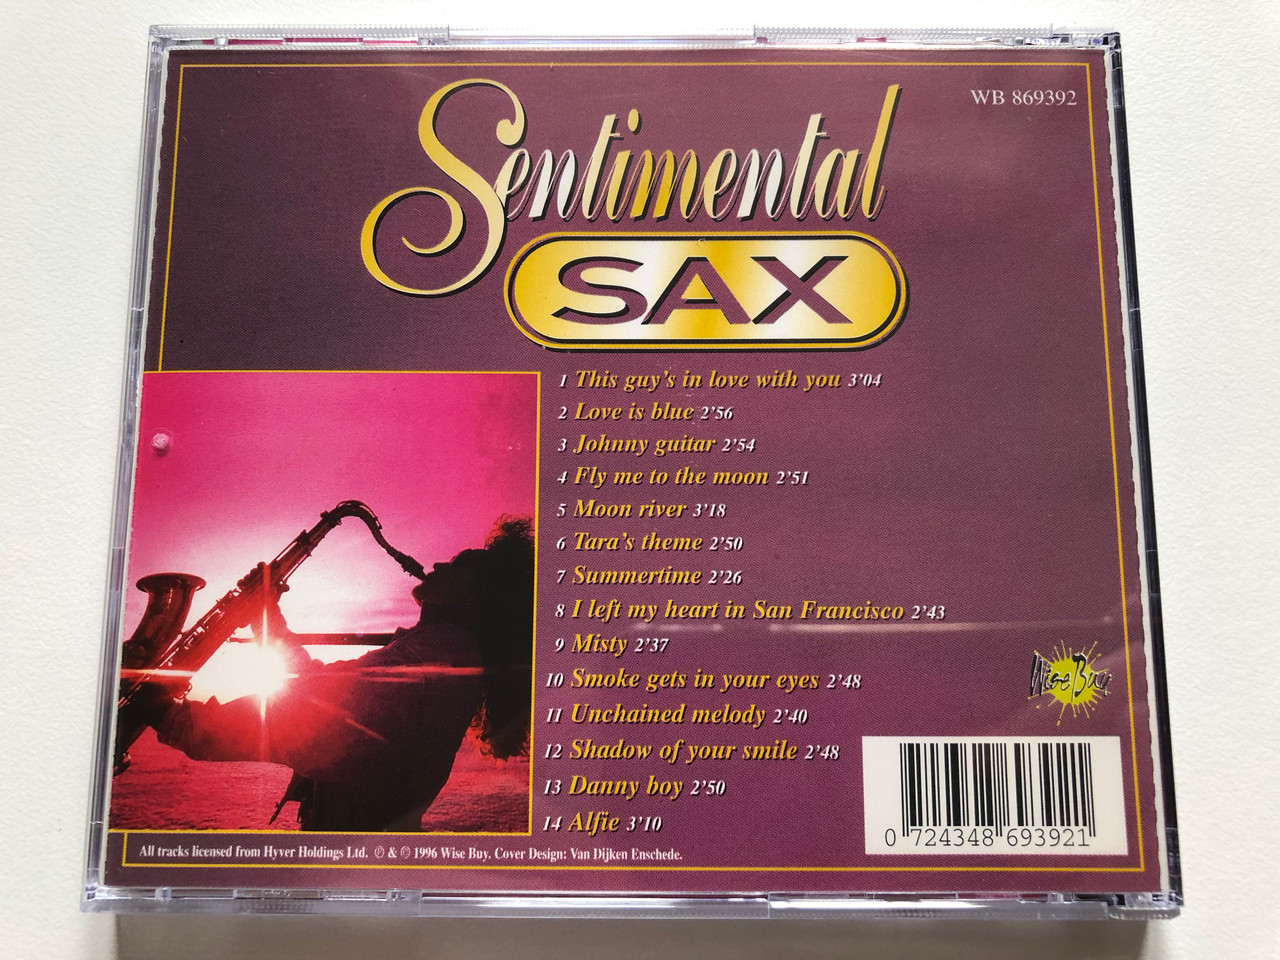 WB 869392
Sentimental
SAX
1 This guy's in love with you 3'04
2 Love is blue 2'56
3 Johnny guitar 2'54
4 Fly me to the moon 2'51
5 Moon river 3'18
6 Tara's theme 2'50
7 Summertime 2'26
8 I left my heart in San Francisco 2'43
9 Misty 2'37
10 Smoke gets in your eyes 2'48
11 Unchained melody 2'40
12 Shadow of your smile 2'48
13 Danny boy 2'50
14 Alfie 3'10
Wise Buy
0 724348 693921
All tracks licensed from Hyver Holdings Ltd. ℗ & © 1996 Wise Buy. Cover Design: Van Dijken Enschede.